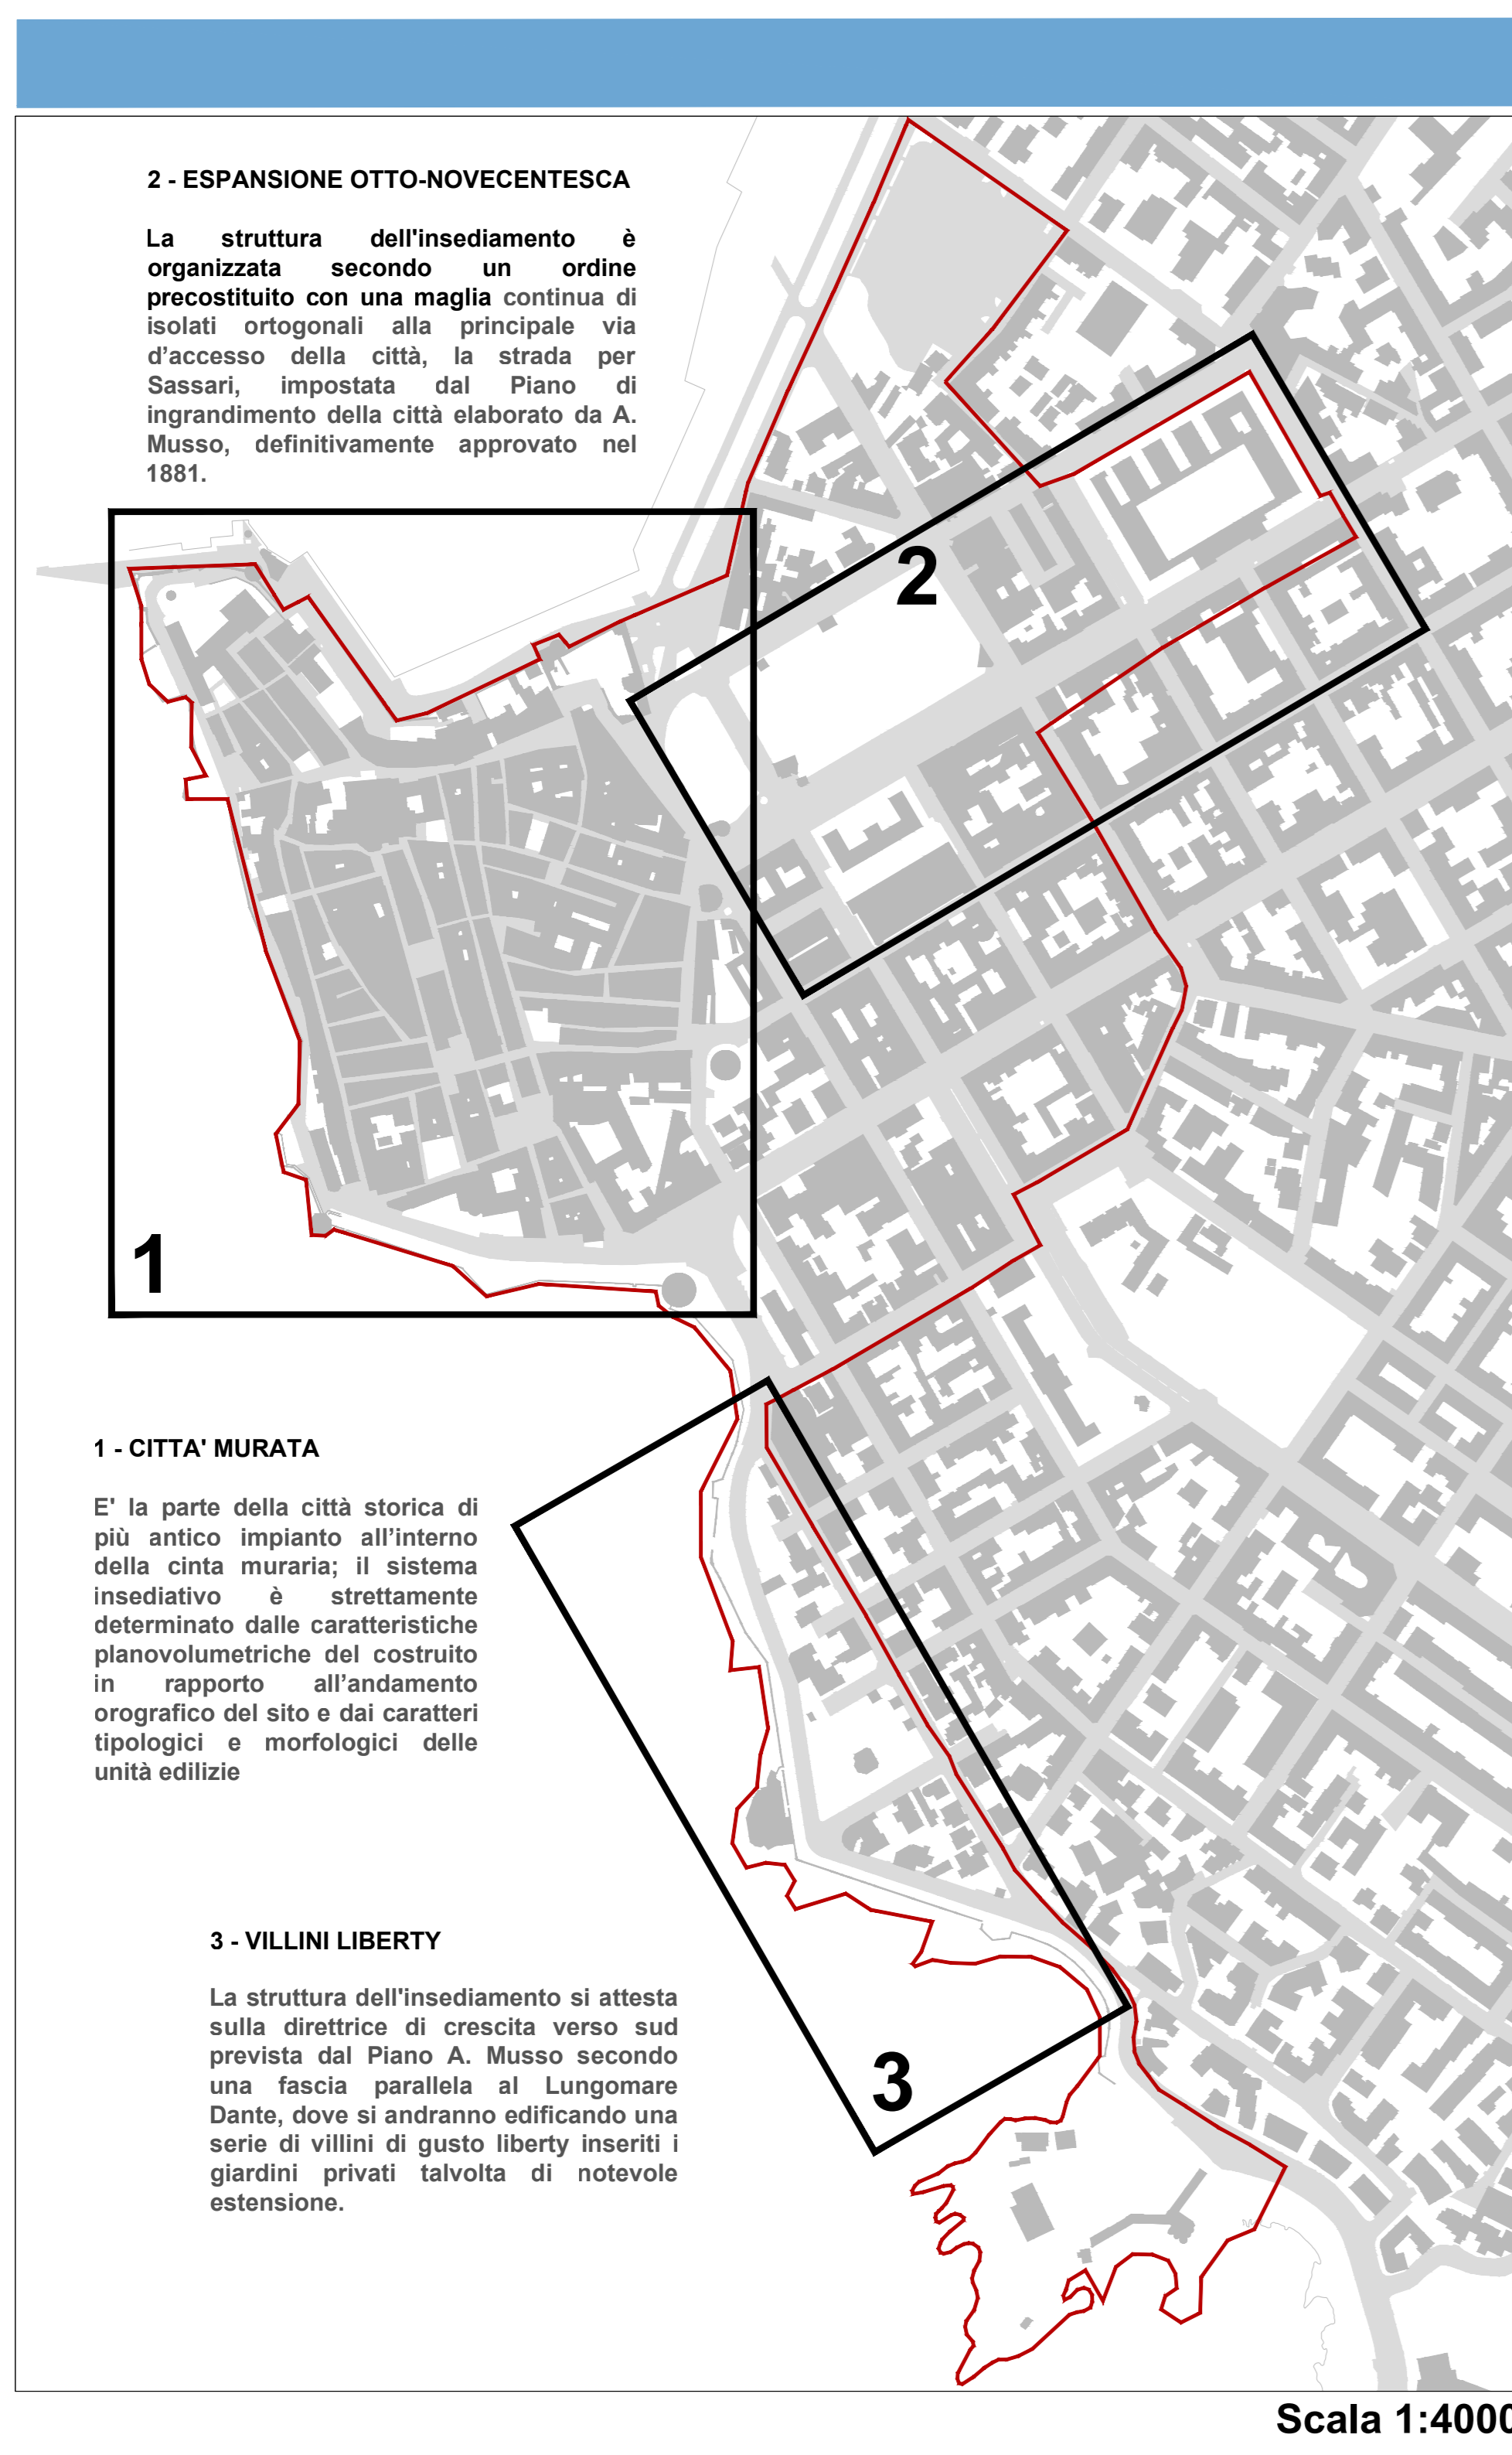 2 - ESPANSIONE OTTO-NOVECENTESCA
La struttura dell'insediamento è
organizzata secondo un ordine
precostituito con una maglia continua di
isolati ortogonali alla principale via
d’accesso della città, la strada per
Sassari, impostata dal Piano di
ingrandimento della città elaborato da A.
Musso, definitivamente approvato nel
1881.
2
1
1 - CITTA' MURATA
E' la parte della città storica di
più antico impianto all’interno
della cinta muraria; il sistema
insediativo è strettamente
determinato dalle caratteristiche
planovolumetriche del costruito
in rapporto all’andamento
orografico del sito e dai caratteri
tipologici e morfologici delle
unità edilizie
3 - VILLINI LIBERTY
La struttura dell'insediamento si attesta
sulla direttrice di crescita verso sud
prevista dal Piano A. Musso secondo
una fascia parallela al Lungomare
Dante, dove si andranno edificando una
serie di villini di gusto liberty inseriti i
giardini privati talvolta di notevole
estensione.
3
Scala 1:4000